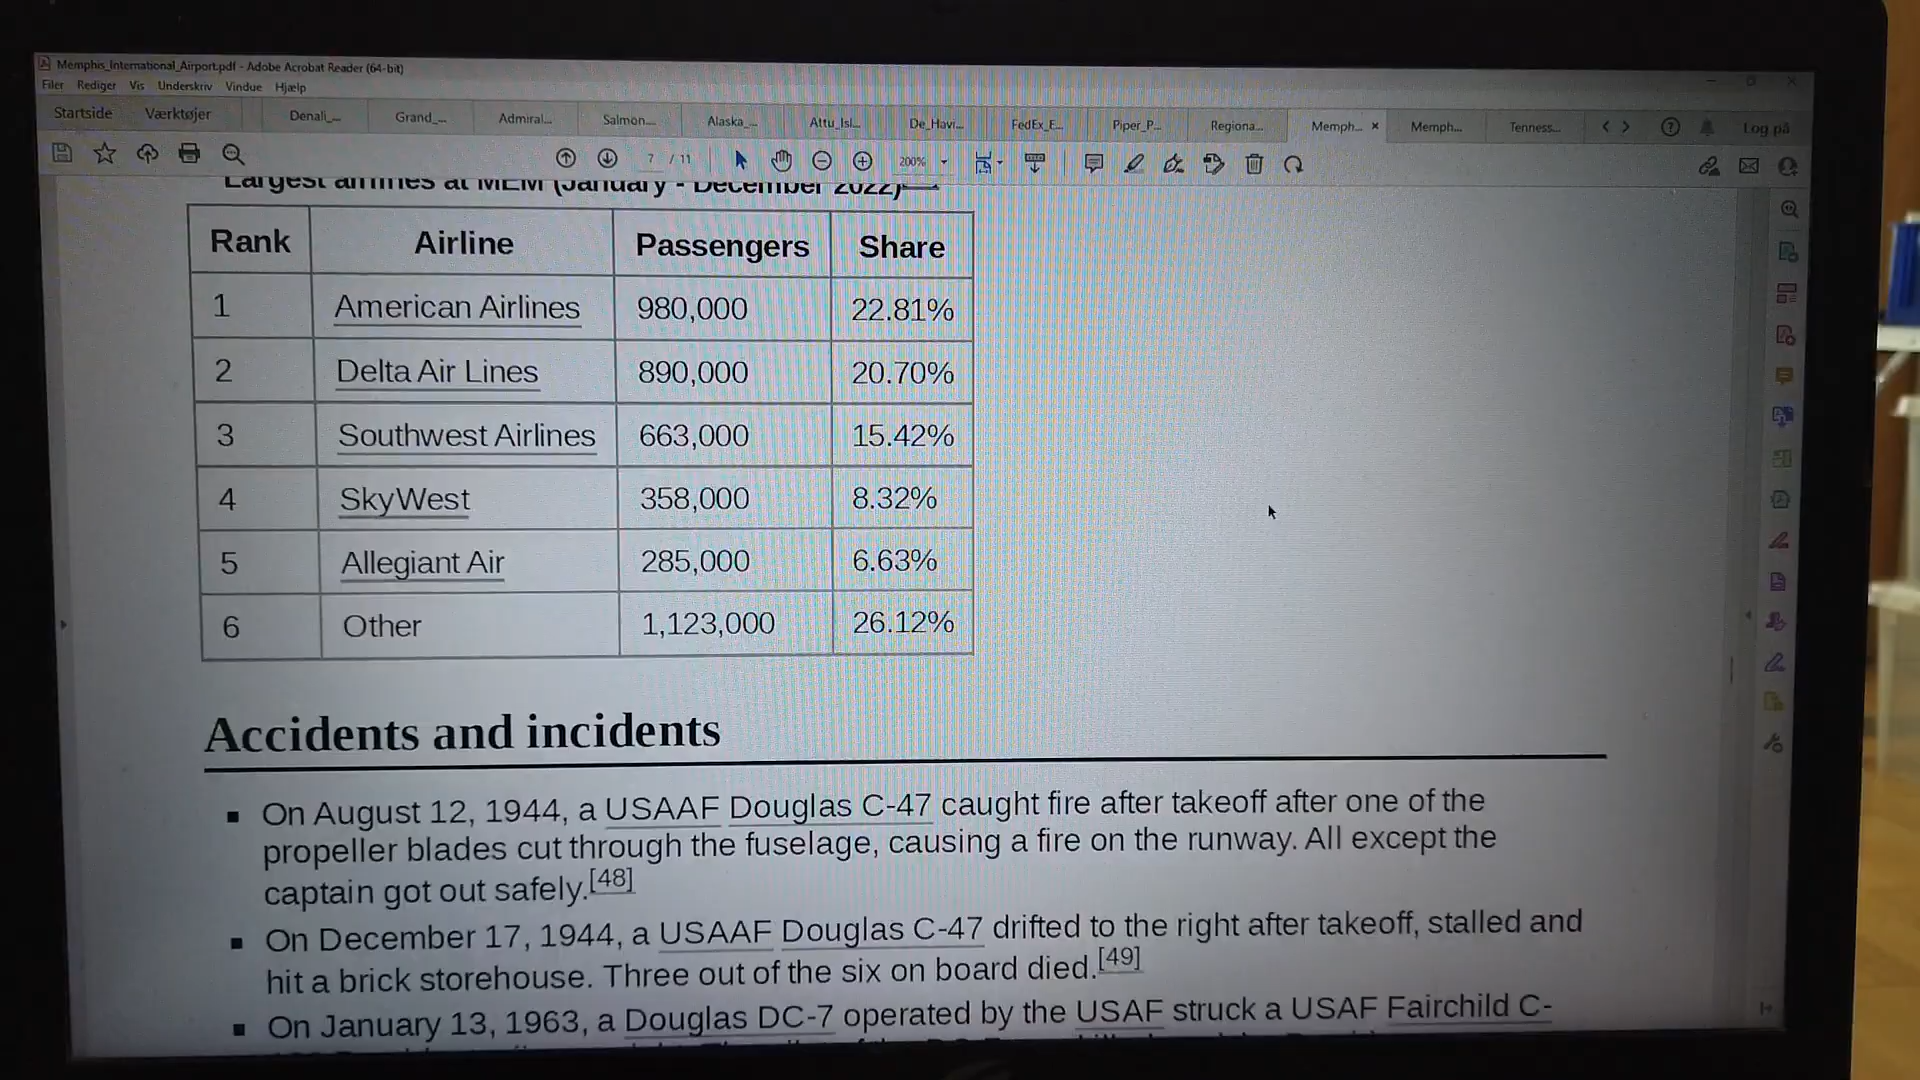 Memphis_International_Airport.pdf - Adobe Acrobat Reader (64-bit)
Filer Rediger Vis Underskriv Vindue Hjælp
Startside Værktøjer Denali_... Grand_... Admiral... Salmon... Alaska_... Attu_Isl... De_Havi... FedEx_E... Piper_P... Regiona... Memph... × Memph... Tenness... Log på
7 / 11 200%
Largest airlines at MEM (January - December 2022)
Rank Airline Passengers Share
1 American Airlines 980,000 22.81%
2 Delta Air Lines 890,000 20.70%
3 Southwest Airlines 663,000 15.42%
4 SkyWest 358,000 8.32%
5 Allegiant Air 285,000 6.63%
6 Other 1,123,000 26.12%
Accidents and incidents
▪ On August 12, 1944, a USAAF Douglas C-47 caught fire after takeoff after one of the
propeller blades cut through the fuselage, causing a fire on the runway. All except the
captain got out safely.[48]
▪ On December 17, 1944, a USAAF Douglas C-47 drifted to the right after takeoff, stalled and
hit a brick storehouse. Three out of the six on board died.[49]
▪ On January 13, 1963, a Douglas DC-7 operated by the USAF struck a USAF Fairchild C-